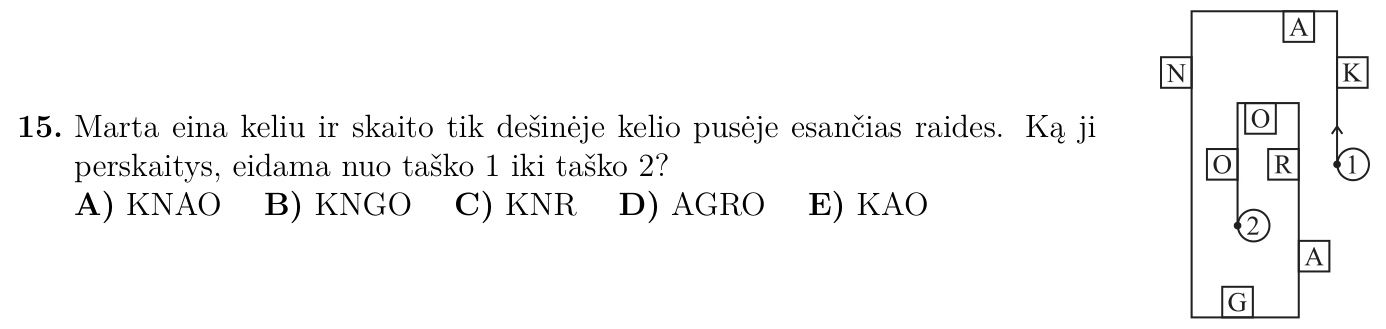 15. Marta eina keliu ir skaito tik dešinėje kelio pusėje esančias raides. Ką ji
perskaitys, eidama nuo taško 1 iki taško 2?
A) KNAO B) KNGO C) KNR D) AGRO E) KAO
A
N K
O
O R 1
2
A
G